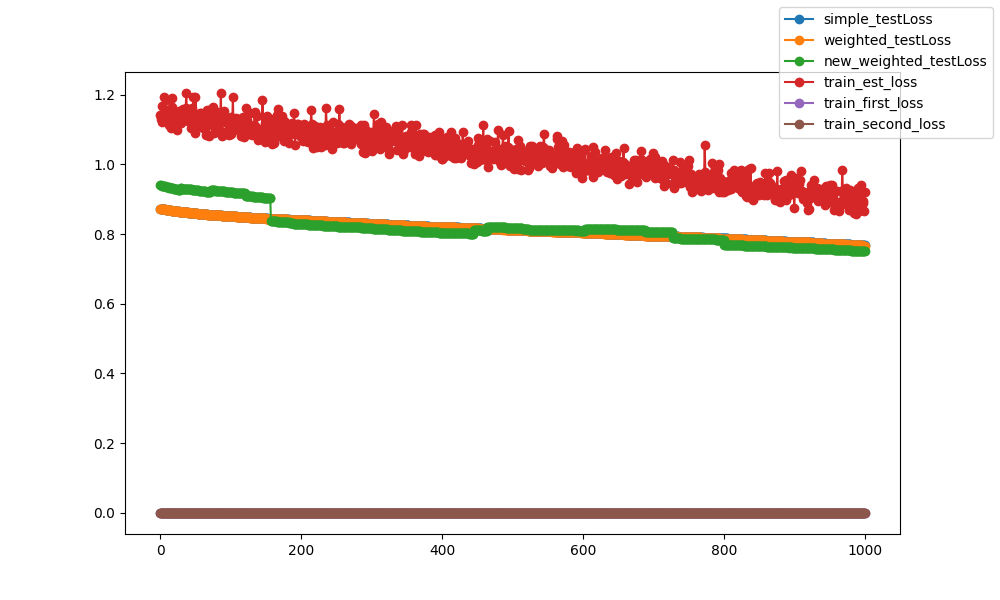 simple_testLoss
weighted_testLoss
new_weighted_testLoss
train_est_loss
train_first_loss
train_second_loss
1.2
1.0
0.8
0.6
0.4
0.2
0.0
0 200 400 600 800 1000